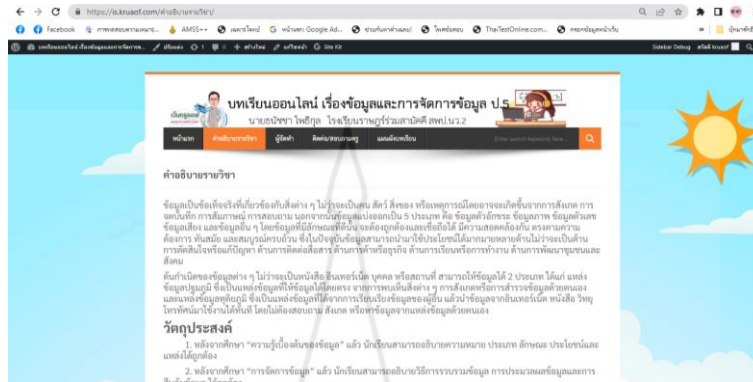 https://is.kruaof.com/คำอธิบายรายวิชา/
Facebook
AMSS++
G หน้าแรก: Google Ad...
ThaiTestOnline.com...
Site Kit
Sidebar Debug สวัสดี kruaof
บทเรียนออนไลน์ เรื่องข้อมูลและการจัดการข้อมูล ป.5
นายธนัชชา โพธิกุล โรงเรียนราษฎร์ร่วมสามัคคี สพป.นว.2
หน้าแรก คำอธิบายรายวิชา ผู้จัดทำ ติดต่อ/สอบถามครู แผนผังบทเรียน Enter search keywords here ...
คำอธิบายรายวิชา
ข้อมูลเป็นข้อเท็จจริงที่เกี่ยวข้องกับสิ่งต่าง ๆ ไม่ว่าจะเป็นคน สัตว์ สิ่งของ หรือเหตุการณ์โดยอาจจะเกิดขึ้นจากการสังเกต การ
จดบันทึก การสัมภาษณ์ การสอบถาม นอกจากนั้นข้อมูลแบ่งออกเป็น 5 ประเภท คือ ข้อมูลตัวอักขระ ข้อมูลภาพ ข้อมูลตัวเลข
ข้อมูลเสียง และข้อมูลอื่น ๆ โดยข้อมูลที่มีลักษณะที่ดีนั้น จะต้องถูกต้องและเชื่อถือได้ มีความสอดคล้องกัน ตรงตามความ
ต้องการ ทันสมัย และสมบูรณ์ครบถ้วน ซึ่งในปัจจุบันข้อมูลสามารถนำมาใช้ประโยชน์ได้มากมายหลายด้านไม่ว่าจะเป็นด้าน
การตัดสินใจหรือแก้ปัญหา ด้านการติดต่อสื่อสาร ด้านการค้าหรือธุรกิจ ด้านการเรียนหรือการทำงาน ด้านการพัฒนาชุมชนและ
สังคม
ต้นกำเนิดของข้อมูลต่าง ๆ ไม่ว่าจะเป็นหนังสือ อินเทอร์เน็ต บุคคล หรือสถานที่ สามารถให้ข้อมูลได้ 2 ประเภท ได้แก่ แหล่ง
ข้อมูลปฐมภูมิ ซึ่งเป็นแหล่งข้อมูลที่ให้ข้อมูลได้โดยตรง จากการพบเห็นสิ่งต่าง ๆ การสังเกตหรือการสำรวจข้อมูลด้วยตนเอง
และแหล่งข้อมูลทุติยภูมิ ซึ่งเป็นแหล่งข้อมูลที่ได้จากการเรียบเรียงข้อมูลของผู้อื่น แล้วนำข้อมูลจากอินเทอร์เน็ต หนังสือ วิทยุ
โทรทัศน์มาใช้งานได้ทันที โดยไม่ต้องสอบถาม สังเกต หรือหาข้อมูลจากแหล่งข้อมูลด้วยตนเอง
วัตถุประสงค์
1. หลังจากศึกษา "ความรู้เบื้องต้นของข้อมูล" แล้ว นักเรียนสามารถอธิบายความหมาย ประเภท ลักษณะ ประโยชน์และ
แหล่งได้ถูกต้อง
2. หลังจากศึกษา "การจัดการข้อมูล" แล้ว นักเรียนสามารถอธิบายวิธีการรวบรวมข้อมูล การประมวลผลข้อมูลและการ